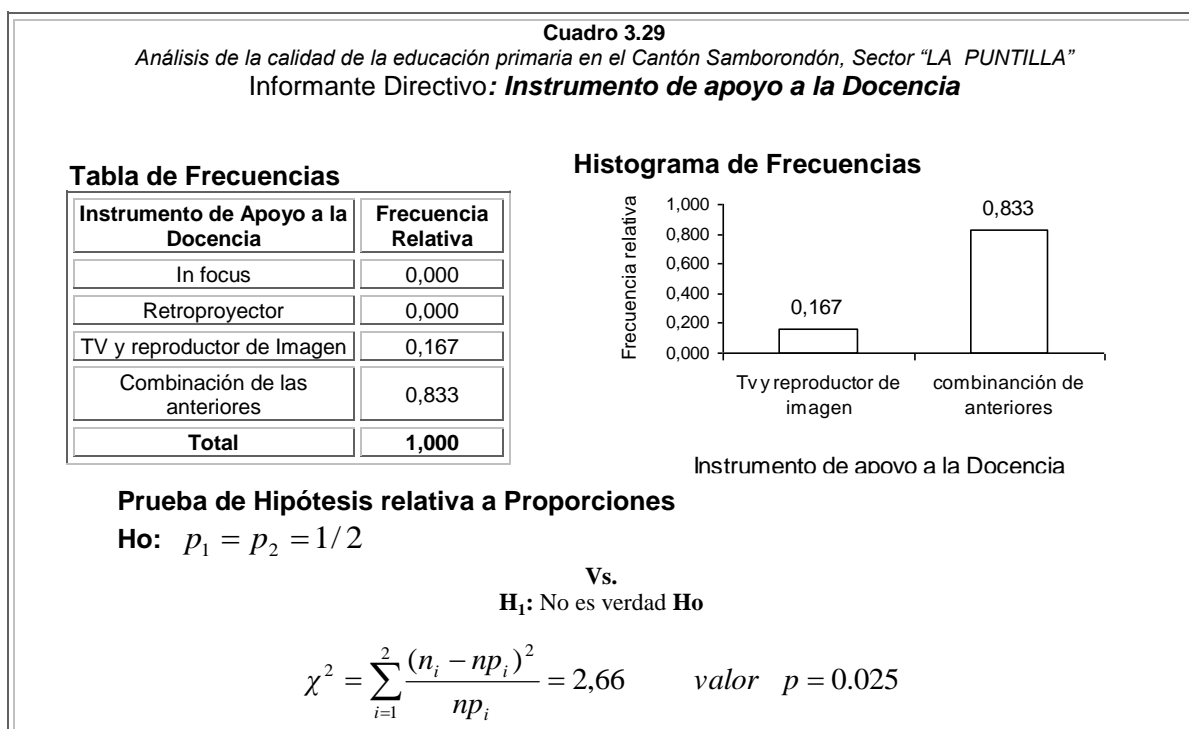 Cuadro 3.29
Análisis de la calidad de la educación primaria en el Cantón Samborondón, Sector “LA PUNTILLA”
Informante Directivo: Instrumento de apoyo a la Docencia
Tabla de Frecuencias
Instrumento de Apoyo a la Docencia Frecuencia Relativa
In focus 0,000
Retroproyector 0,000
TV y reproductor de Imagen 0,167
Combinación de las anteriores 0,833
Total 1,000
Histograma de Frecuencias
Frecuencia relativa
1,000
0,800
0,600
0,400
0,200
0,000
0,167
0,833
Tv y reproductor de
imagen
combinanción de
anteriores
Instrumento de apoyo a la Docencia
Prueba de Hipótesis relativa a Proporciones
Ho: p₁ = p₂ = 1/2
Vs.
H₁: No es verdad Ho
χ² = ∑_{i=1}^{2} (n_i − np_i)² / np_i = 2,66 valor p = 0.025